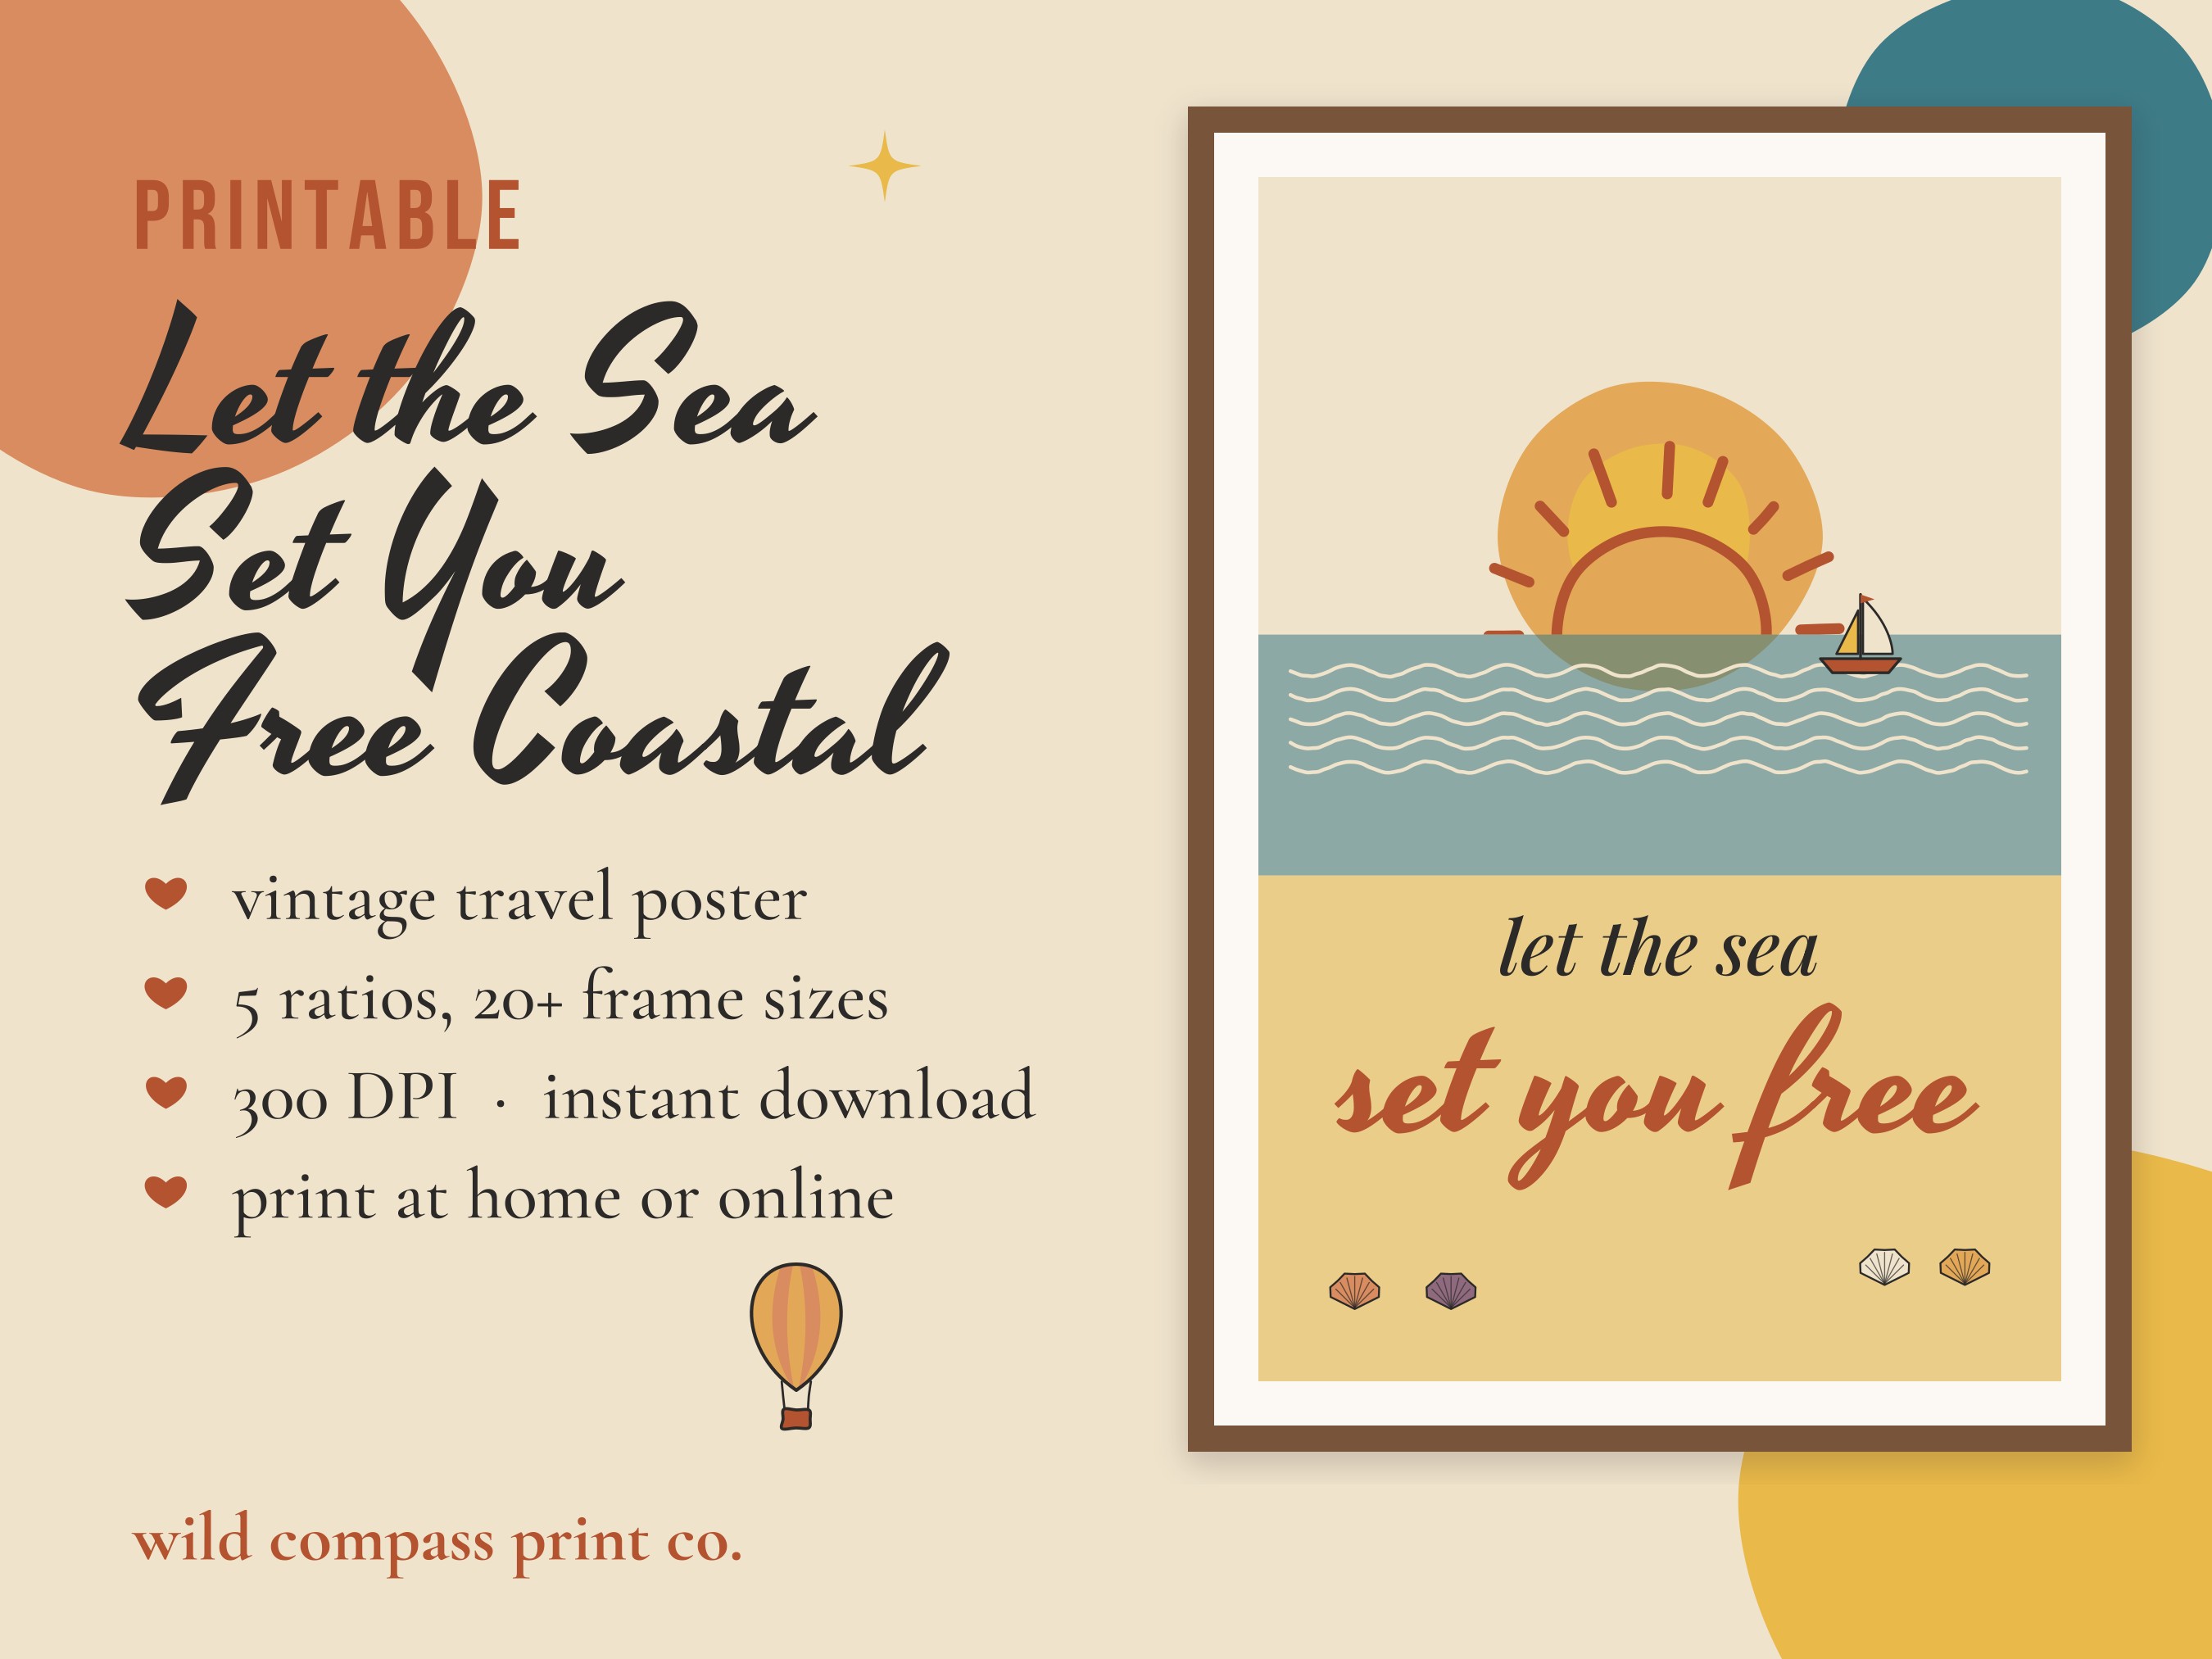 PRINTABLE
Let the Sea
Set You
Free Coastal
vintage travel poster
5 ratios, 20+ frame sizes
300 DPI · instant download
print at home or online
wild compass print co.
let the sea
set you free